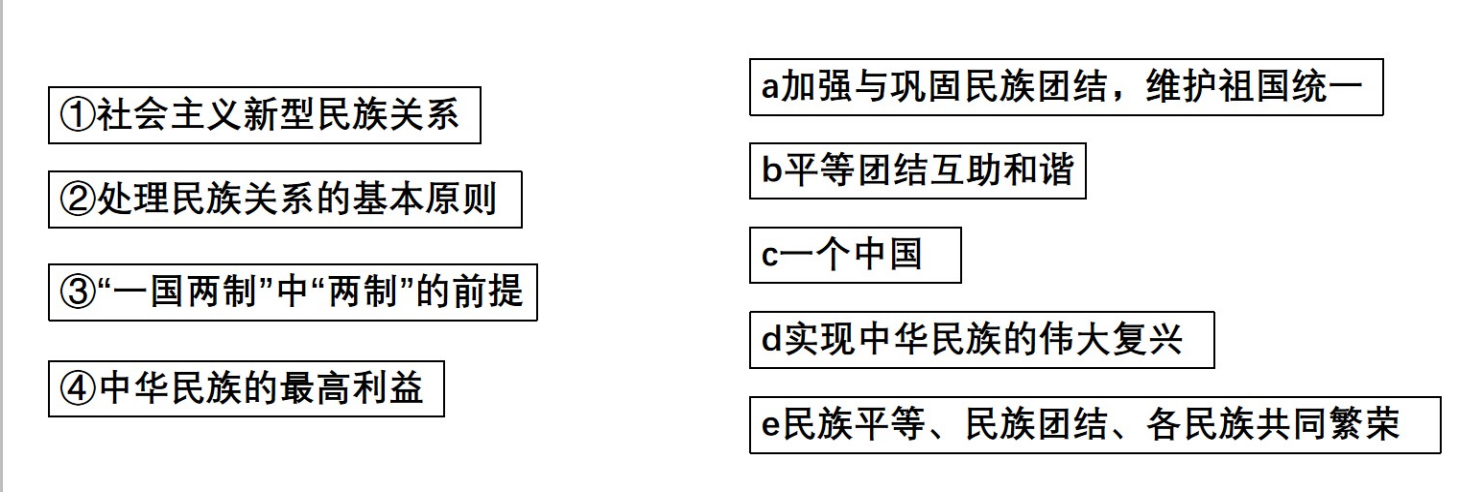 ①社会主义新型民族关系
②处理民族关系的基本原则
③“一国两制”中“两制”的前提
④中华民族的最高利益
a加强与巩固民族团结，维护祖国统一
b平等团结互助和谐
c一个中国
d实现中华民族的伟大复兴
e民族平等、民族团结、各民族共同繁荣